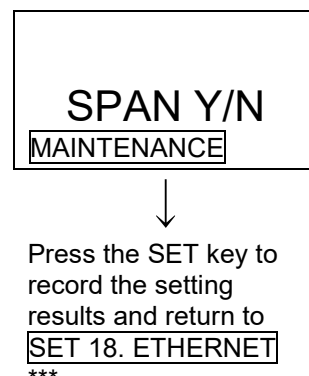 SPAN Y/N
MAINTENANCE
Press the SET key to
record the setting
results and return to
SET 18. ETHERNET
***